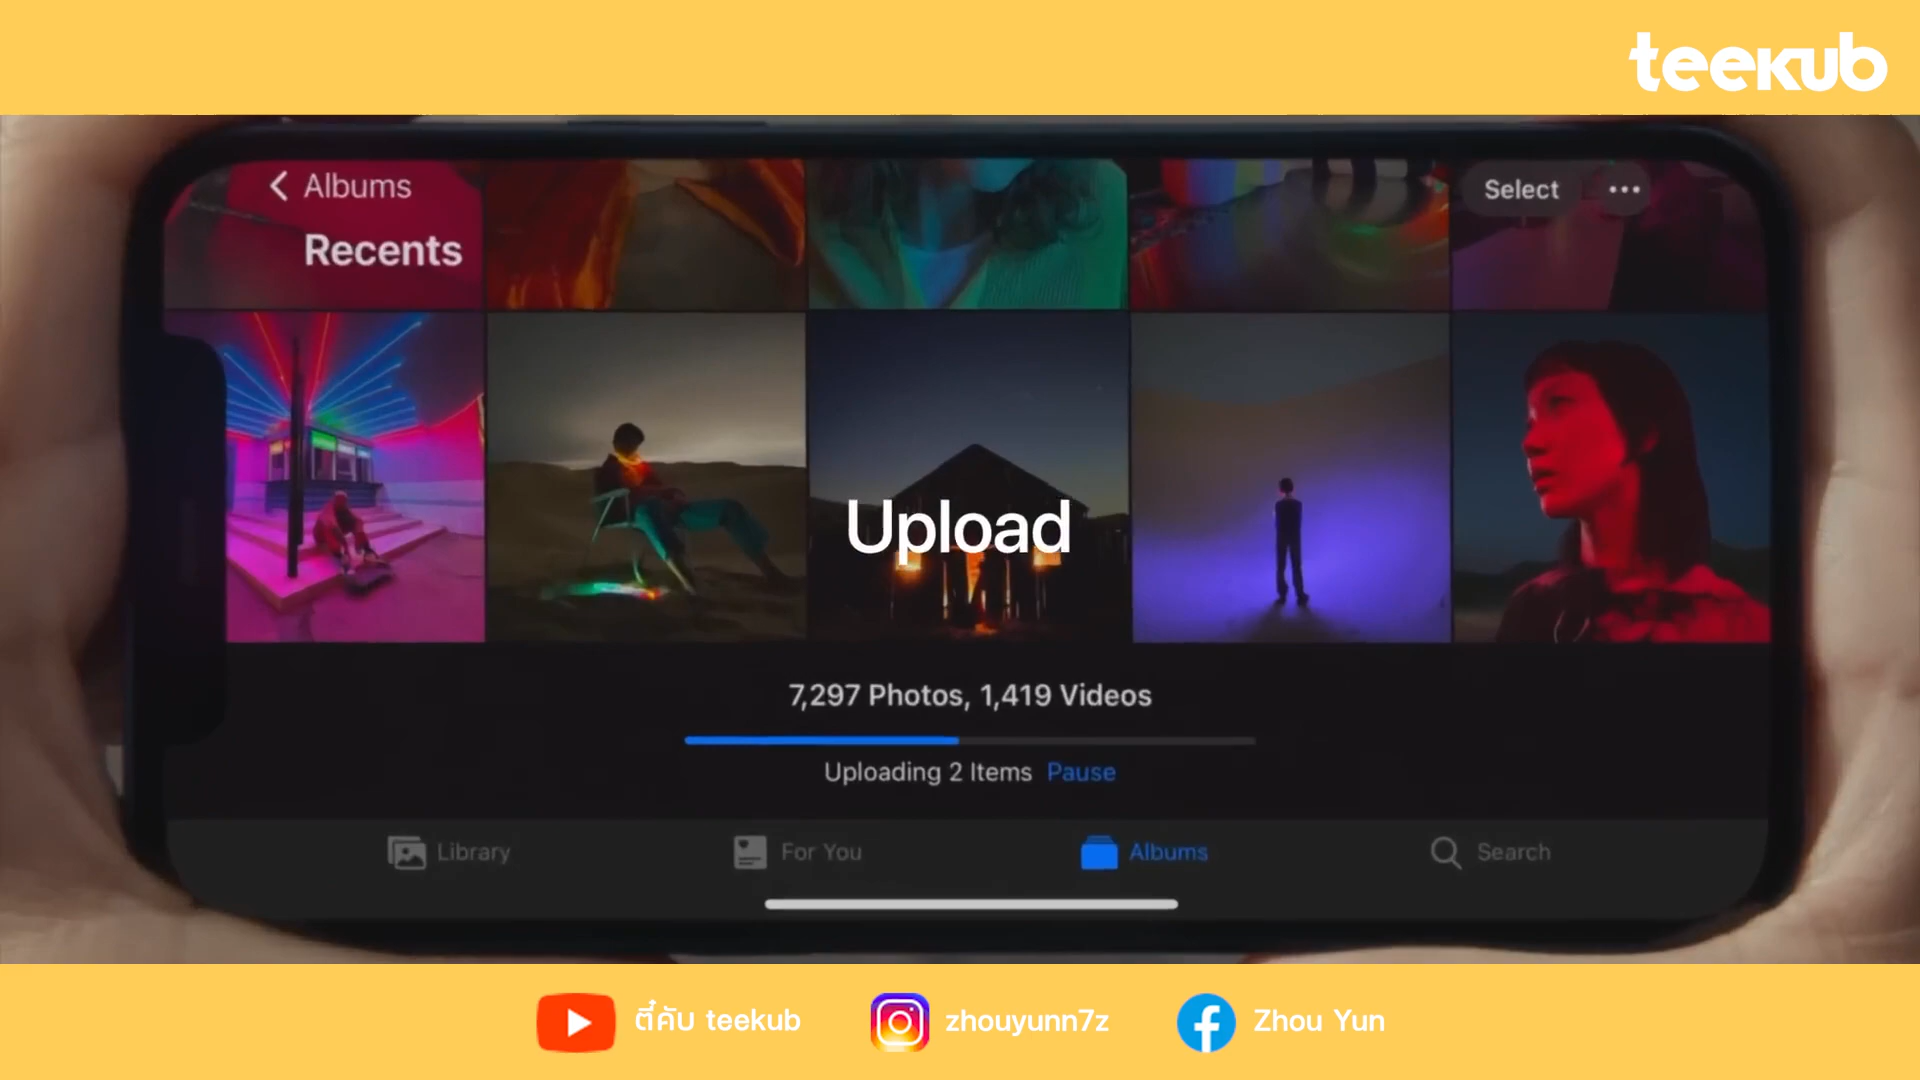 teekub
Albums
Recents
Select
Upload
7,297 Photos, 1,419 Videos
Uploading 2 Items Pause
Library
For You
Albums
Search
ตี๋คับ teekub
zhouyunn7z
Zhou Yun